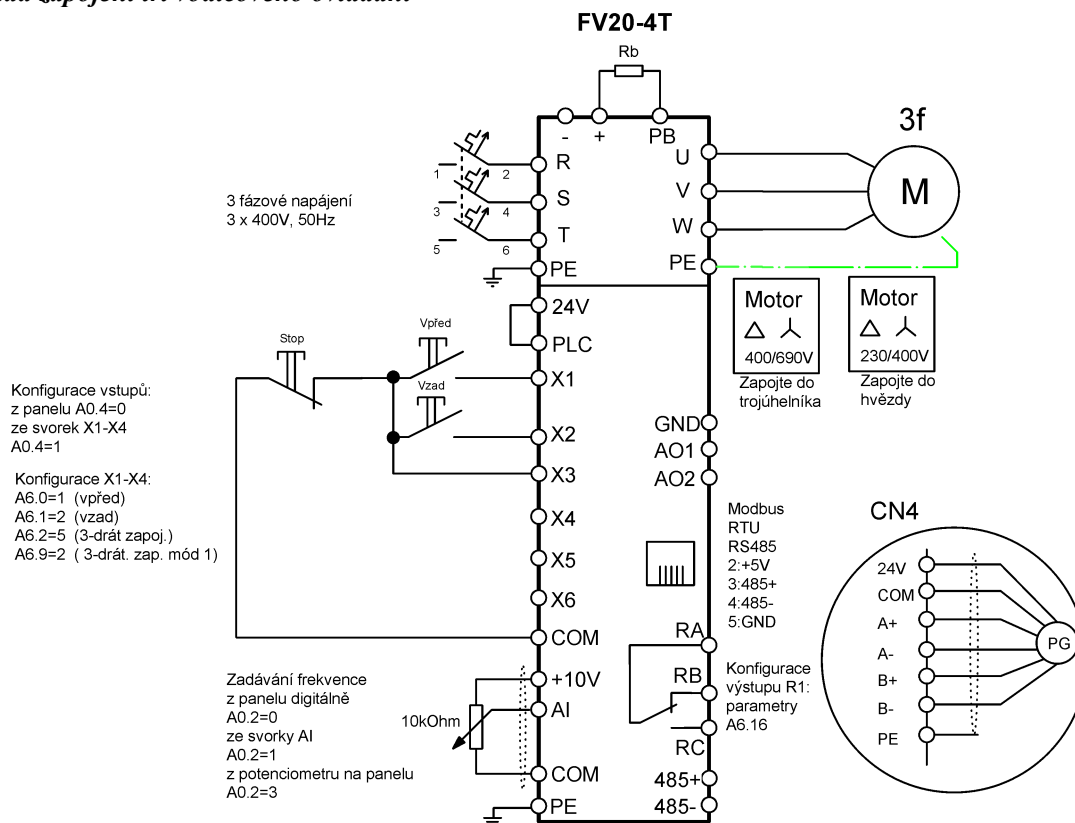 FV20-4T
Rb
- + PB
3f
M
3 fázové napájení
3 x 400V, 50Hz
1 2
3 4
5 6
R
S
T
PE
U
V
W
PE
24V
PLC
X1
X2
X3
X4
X5
X6
COM
+10V
AI
COM
PE
Stop
Vpřed
Vzad
Konfigurace vstupů:
z panelu A0.4=0
ze svorek X1-X4
A0.4=1
Konfigurace X1-X4:
A6.0=1 (vpřed)
A6.1=2 (vzad)
A6.2=5 (3-drát zapoj.)
A6.9=2 ( 3-drát. zap. mód 1)
Zadávání frekvence
z panelu digitálně
A0.2=0
ze svorky AI
A0.2=1
z potenciometru na panelu
A0.2=3
10kOhm
Motor
400/690V
Zapojte do
trojúhelníka
Motor
230/400V
Zapojte do
hvězdy
GND
AO1
AO2
Modbus
RTU
RS485
2:+5V
3:485+
4:485-
5:GND
RA
RB
RC
485+
485-
Konfigurace
výstupu R1:
parametry
A6.16
CN4
24V
COM
A+
A-
B+
B-
PE
PG